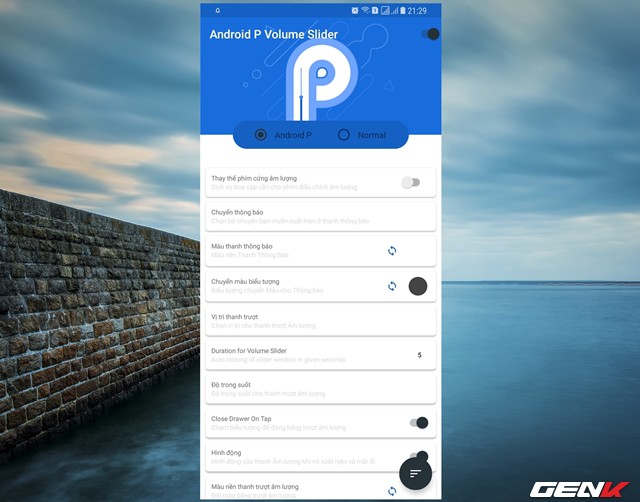 21:29
Android P Volume Slider
Android P
Normal
Thay thế phím cứng âm lượng
Dịch vụ truy cập cần cho phím điều chỉnh âm lượng
Chuyển thông báo
Chọn bộ chuyển bạn muốn xuất hiện ở thanh thông báo
Màu thanh thông báo
Màu nền Thanh Thông Báo
Chuyển màu biểu tượng
Biểu tượng chuyển Màu cho Thông báo
Vị trí thanh trượt
Chọn vị trí cho thanh trượt Âm lượng
Duration for Volume Slider
5
Auto closing of slider window in given seconds
Độ trong suốt
Độ trong suốt cho thanh trượt âm lượng
Close Drawer On Tap
Chạm biểu tượng để đóng bảng trượt âm lượng
Hình động
Hình động của thanh Âm lượng khi nó xuất hiện và mất đi
Màu nền thanh trượt âm lượng
Đổi màu bảng trượt âm lượng
GENK